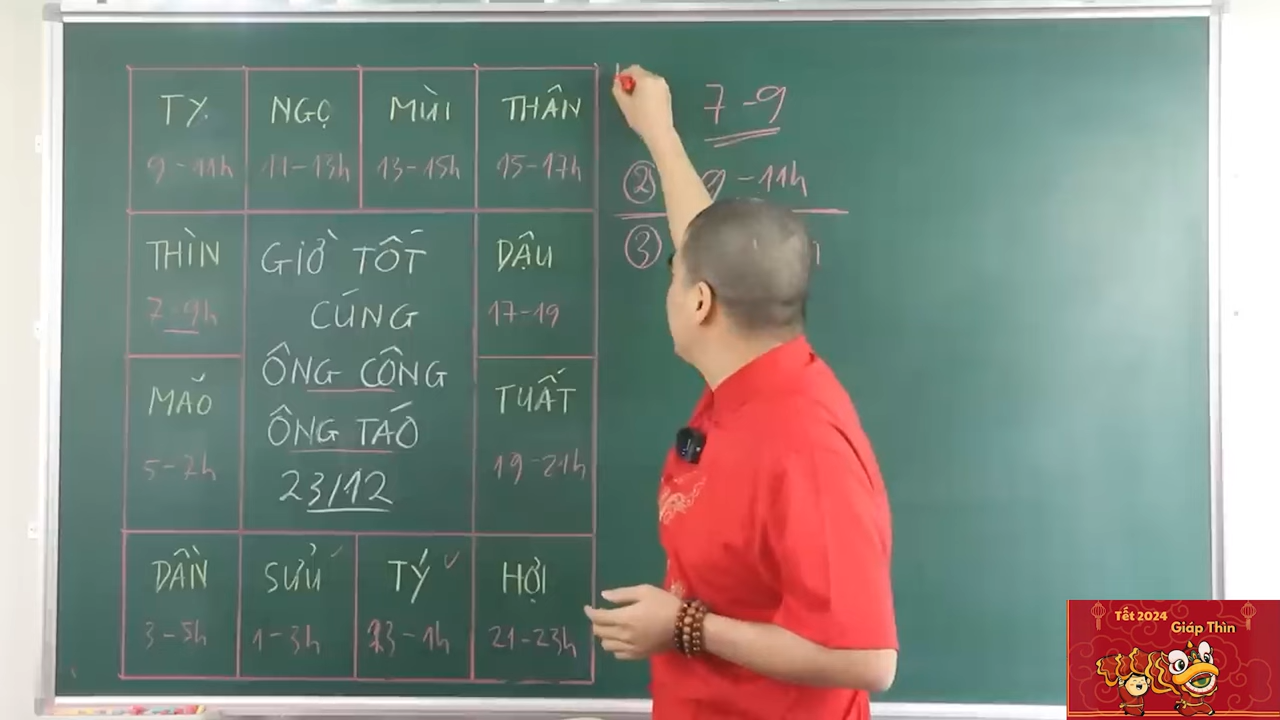 TỴ
NGỌ
MÙI
THÂN
9-11h
11-13h
13-15h
15-17h
THÌN
7-9h
GIỜ TỐT
CÚNG
ÔNG CÔNG
ÔNG TÁO
23/12
DẬU
17-19
MÃO
5-7h
TUẤT
19-21h
DẦN
SỬU
TÝ
HỢI
3-5h
1-3h
23-1h
21-23h
7-9
② 9-11h
③
Tết 2024
Giáp Thìn